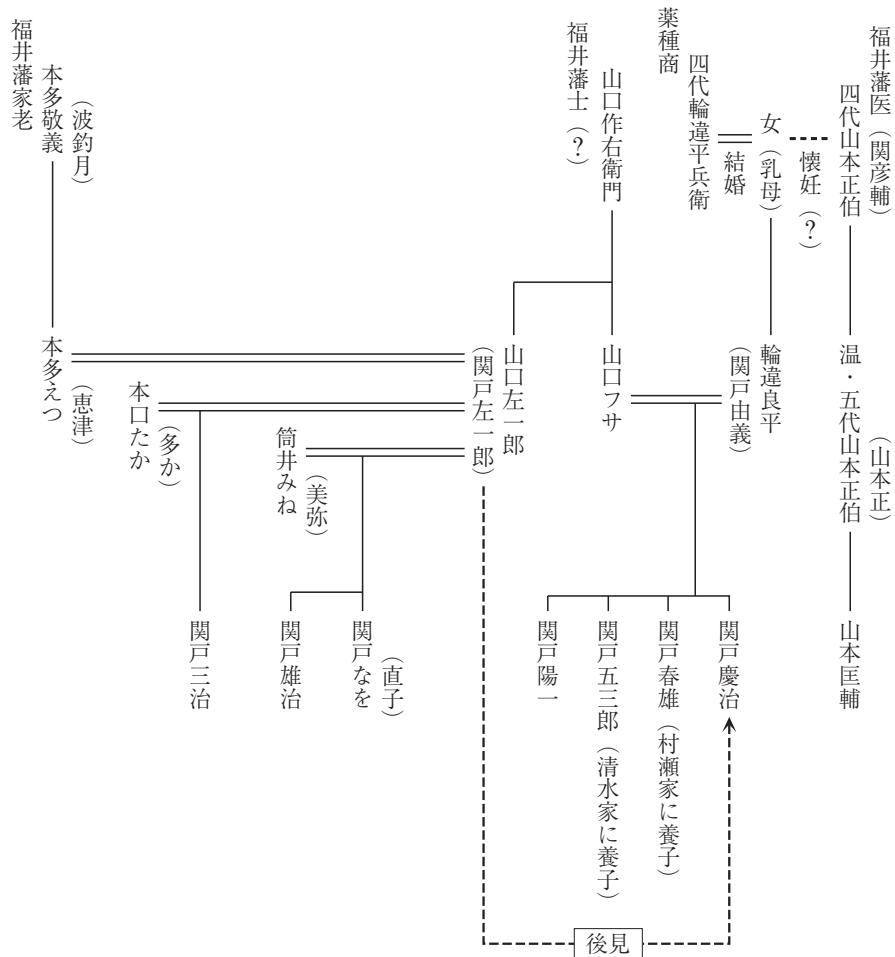 福井藩医（関彦輔）
四代山本正伯
懐妊（？）
女（乳母）
結婚
四代輪違平兵衛
薬種商
山口作右衛門
福井藩士（？）
（波釣月）
本多敬義
福井藩家老
（山本正）
温・五代山本正伯
輪違良平
（関戸由義）
山口フサ
山口左一郎
（関戸左一郎）
（美弥）
筒井みね
（多か）
本口たか
（恵津）
本多えつ
山本匡輔
関戸慶治
関戸春雄（村瀬家に養子）
関戸五三郎（清水家に養子）
関戸陽一
（直子）
関戸なを
関戸雄治
関戸三治
後見